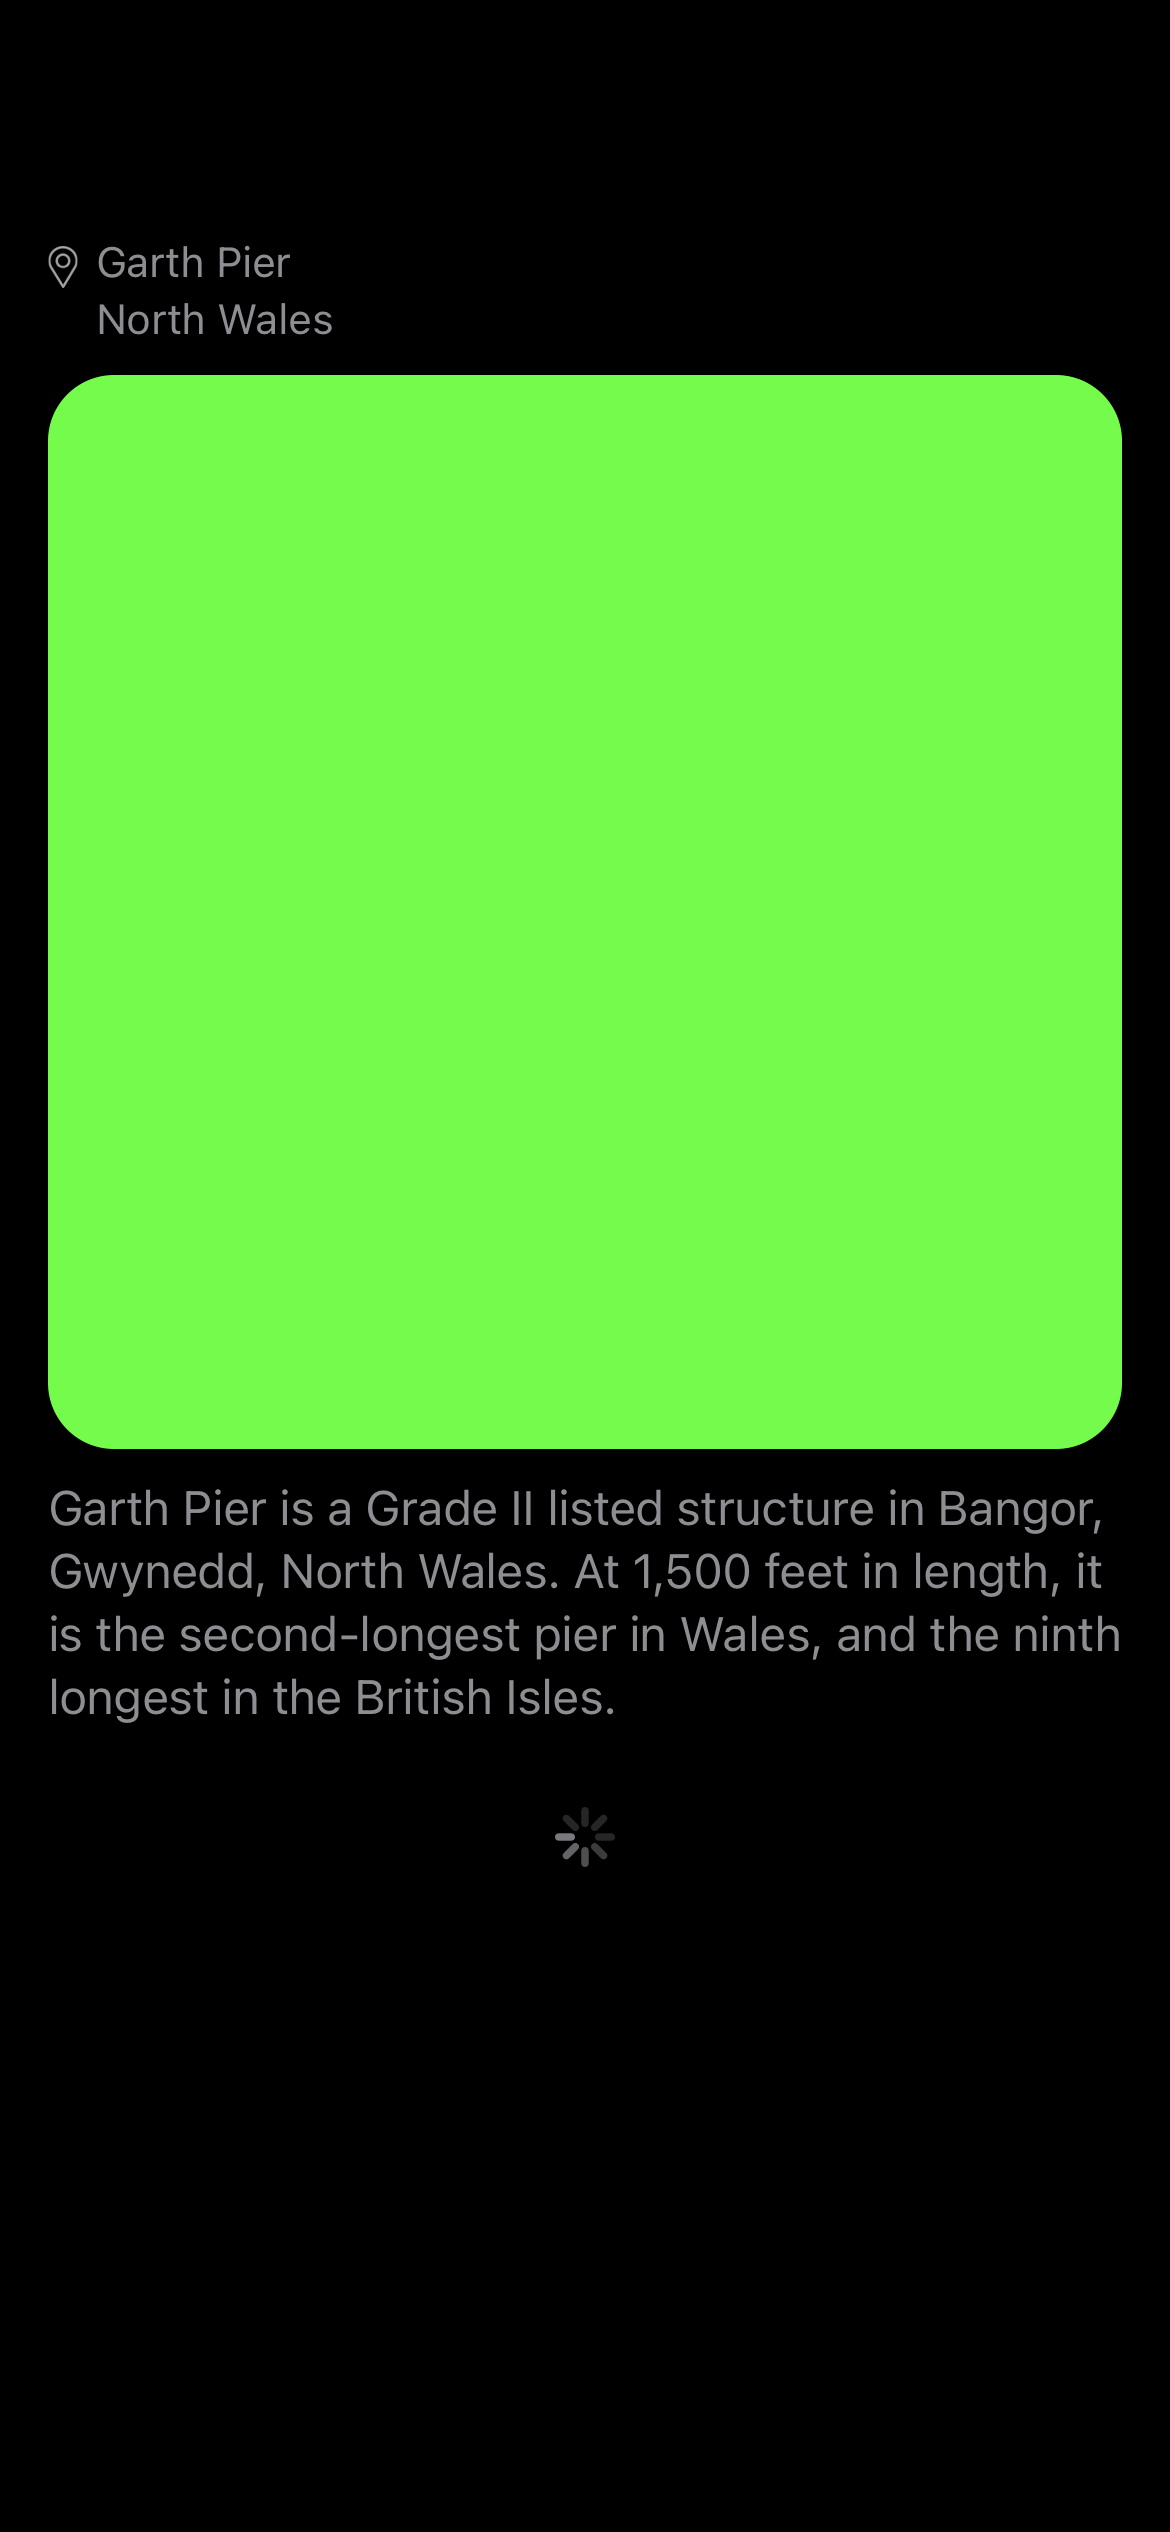 Garth Pier
North Wales
Garth Pier is a Grade II listed structure in Bangor,
Gwynedd, North Wales. At 1,500 feet in length, it
is the second-longest pier in Wales, and the ninth
longest in the British Isles.